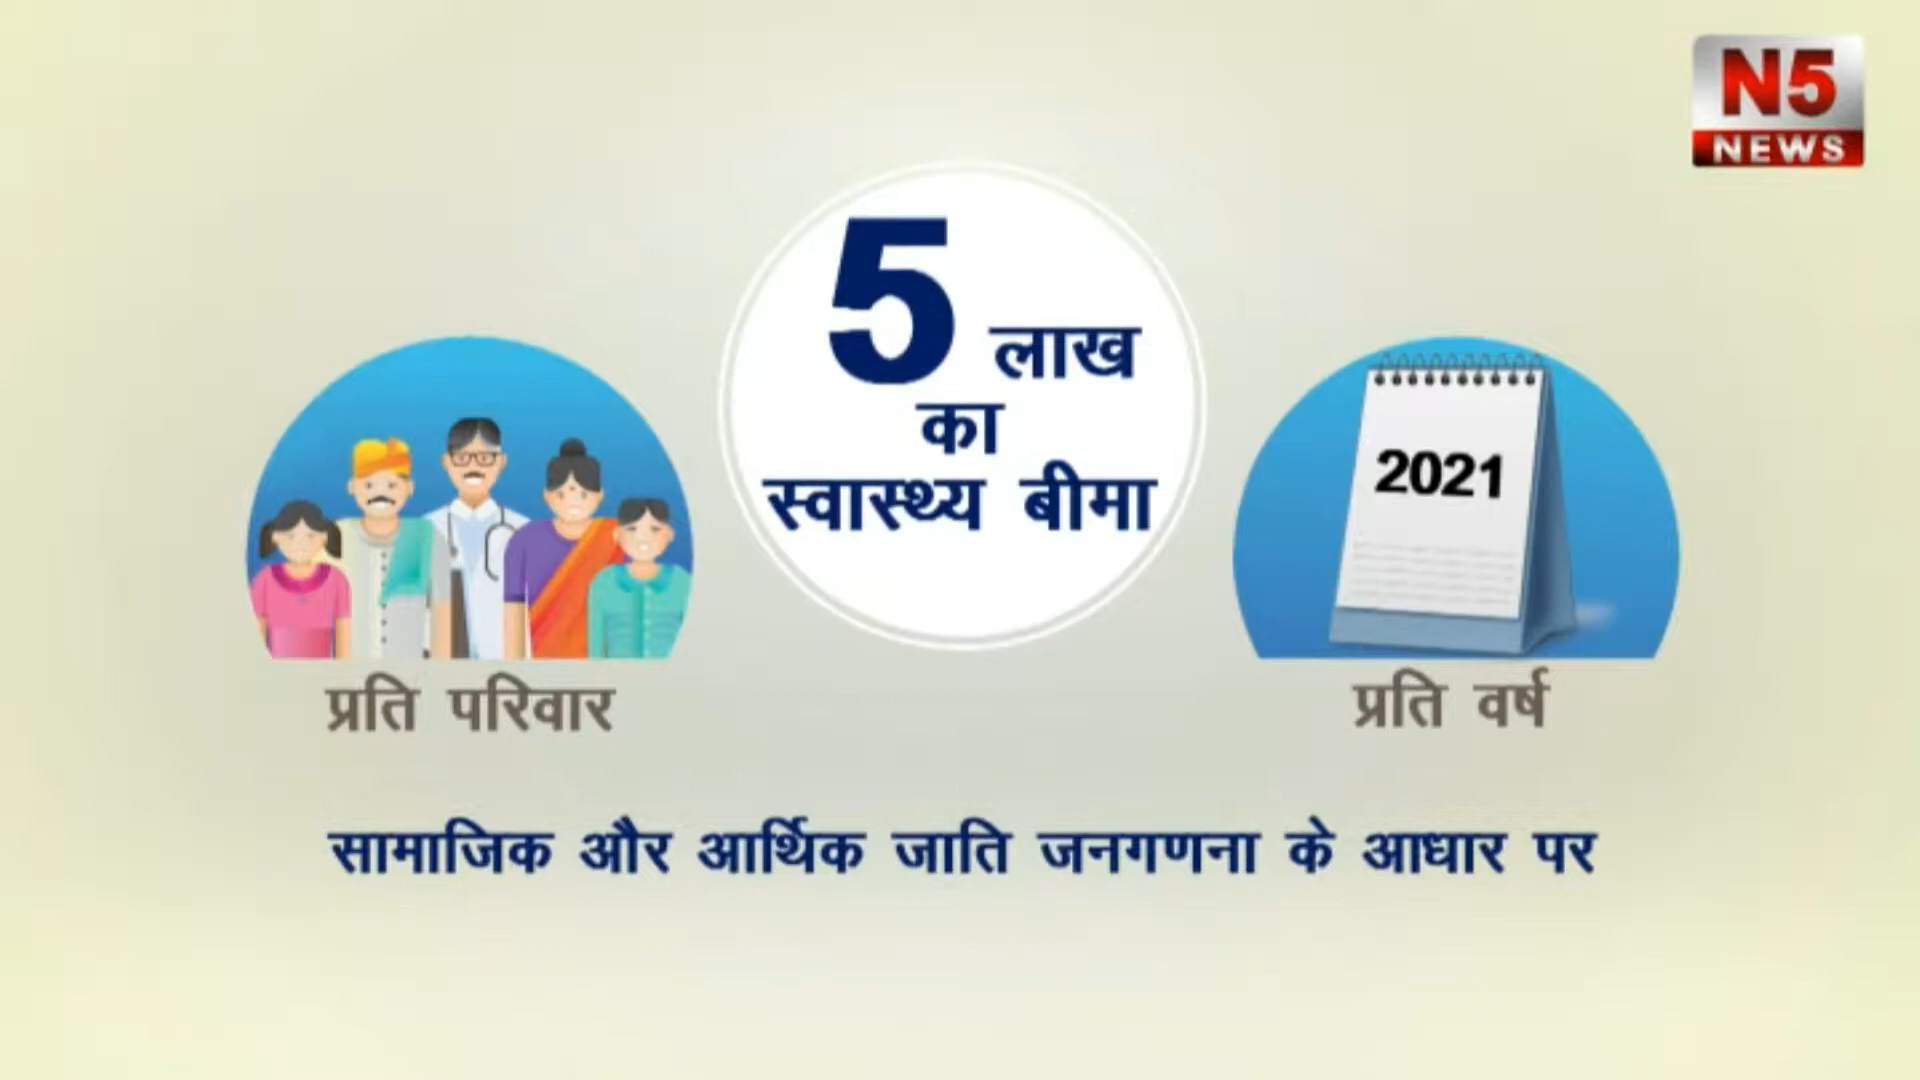 N5
NEWS
5 लाख
का
स्वास्थ्य बीमा
2021
प्रति परिवार
प्रति वर्ष
सामाजिक और आर्थिक जाति जनगणना के आधार पर